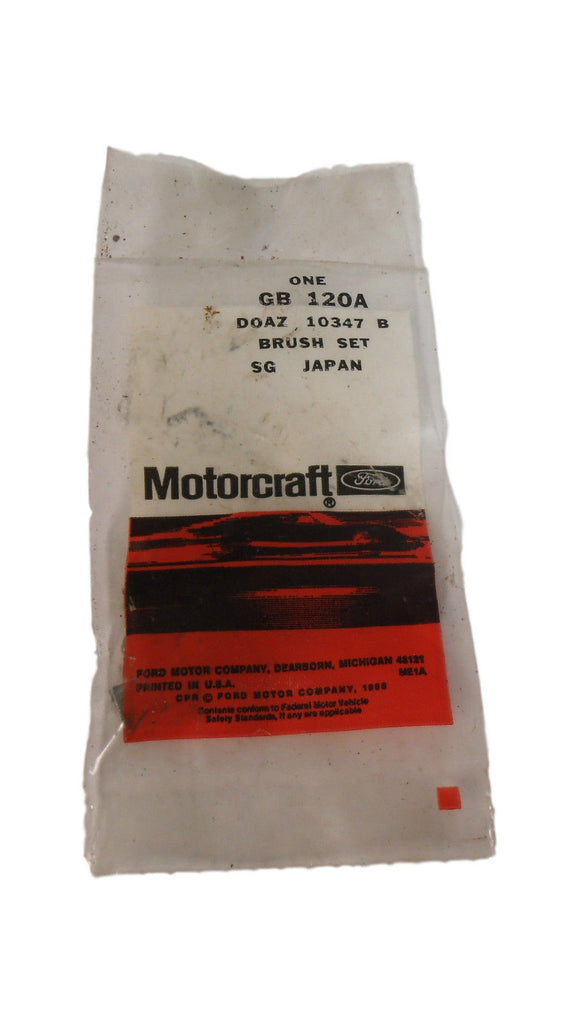 ONE
GB 120A
DOAZ 10347 B
BRUSH SET
SG JAPAN
Motorcraft Ford
®
FORD MOTOR COMPANY, DEARBORN, MICHIGAN 48121
PRINTED IN U.S.A. ME1A
CPR © FORD MOTOR COMPANY,
Contents conform to Federal Motor Vehicle
Safety Standards, if any are applicable